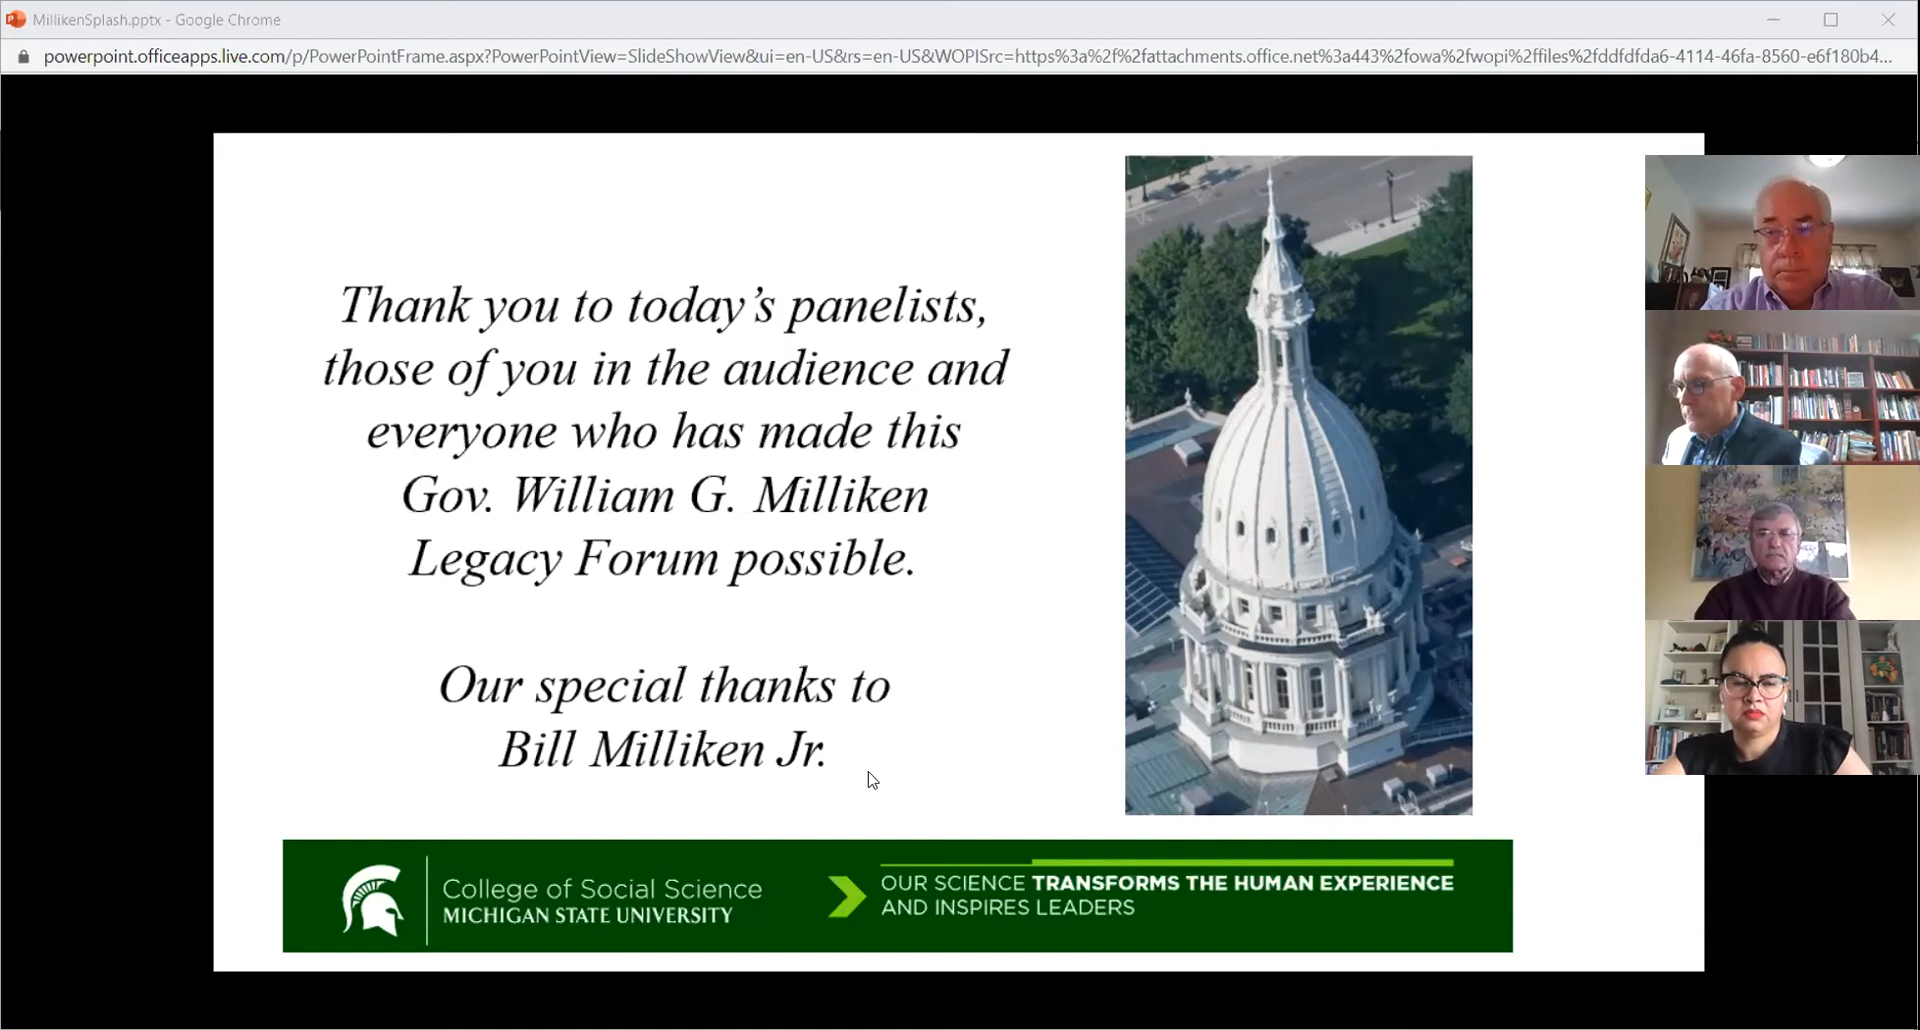 MillikenSplash.pptx - Google Chrome
powerpoint.officeapps.live.com/p/PowerPointFrame.aspx?PowerPointView=SlideShowView&ui=en-US&rs=en-US&WOPISrc=https%3a%2f%2fattachments.office.net%3a443%2fowa%2fwopi%2ffiles%2fddfdfda6-4114-46fa-8560-e6f180b4...
Thank you to today’s panelists,
those of you in the audience and
everyone who has made this
Gov. William G. Milliken
Legacy Forum possible.
Our special thanks to
Bill Milliken Jr.
College of Social Science
MICHIGAN STATE UNIVERSITY
OUR SCIENCE TRANSFORMS THE HUMAN EXPERIENCE
AND INSPIRES LEADERS